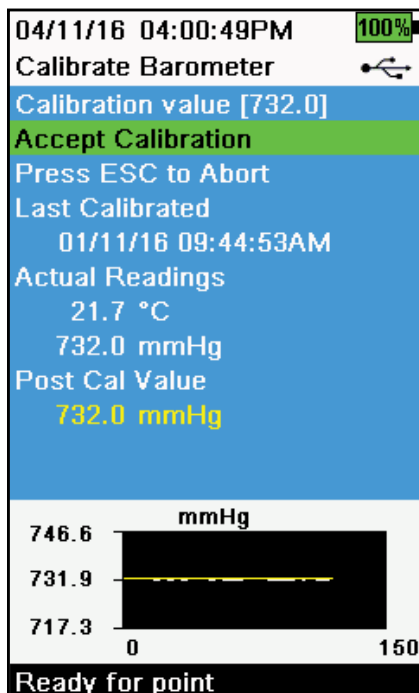 04/11/16 04:00:49PM 100%
Calibrate Barometer
Calibration value [732.0]
Accept Calibration
Press ESC to Abort
Last Calibrated
01/11/16 09:44:53AM
Actual Readings
21.7 °C
732.0 mmHg
Post Cal Value
732.0 mmHg
mmHg
746.6
731.9
717.3
0 150
Ready for point